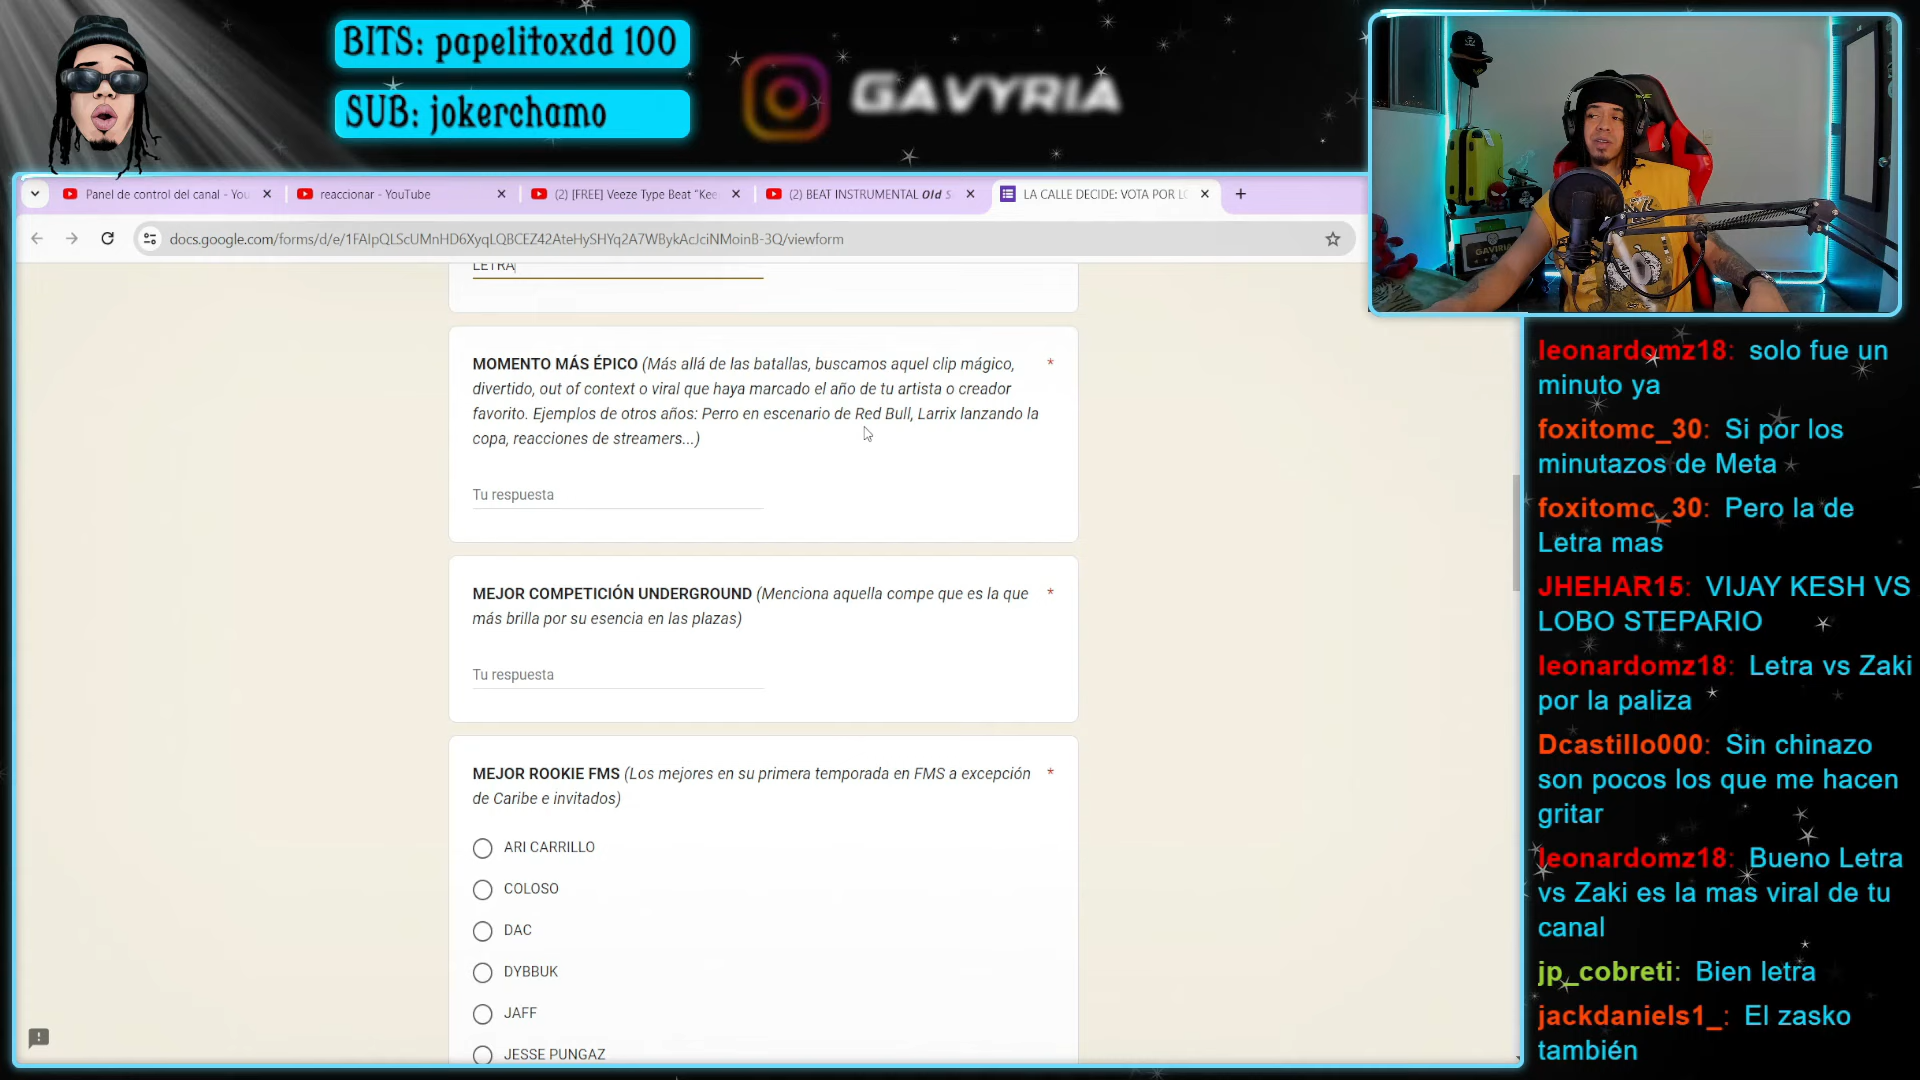 BITS: papelitoxdd 100
SUB: jokerchamo
GAVYRIA
Panel de control del canal - You
reaccionar - YouTube
(2) [FREE] Veeze Type Beat "Kee
(2) BEAT INSTRUMENTAL Old S
LA CALLE DECIDE: VOTA POR LO
docs.google.com/forms/d/e/1FAIpQLScUMnHD6XyqLQBCEZ42AteHySHYq2A7WBykAcJciNMoinB-3Q/viewform
LETRA
MOMENTO MÁS ÉPICO (Más allá de las batallas, buscamos aquel clip mágico, *
divertido, out of context o viral que haya marcado el año de tu artista o creador
favorito. Ejemplos de otros años: Perro en escenario de Red Bull, Larrix lanzando la
copa, reacciones de streamers...)
Tu respuesta
MEJOR COMPETICIÓN UNDERGROUND (Menciona aquella compe que es la que *
más brilla por su esencia en las plazas)
Tu respuesta
MEJOR ROOKIE FMS (Los mejores en su primera temporada en FMS a excepción *
de Caribe e invitados)
ARI CARRILLO
COLOSO
DAC
DYBBUK
JAFF
JESSE PUNGAZ
leonardomz18: solo fue un
minuto ya
foxitomc_30: Si por los
minutazos de Meta
foxitomc_30: Pero la de
Letra mas
JHEHAR15: VIJAY KESH VS
LOBO STEPARIO
leonardomz18: Letra vs Zaki
por la paliza
Dcastillo000: Sin chinazo
son pocos los que me hacen
gritar
leonardomz18: Bueno Letra
vs Zaki es la mas viral de tu
canal
jp_cobreti: Bien letra
jackdaniels1_: El zasko
también